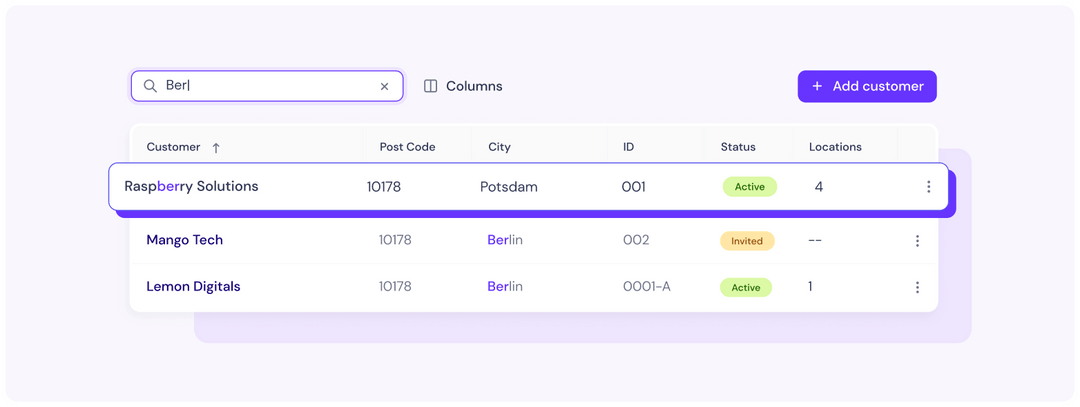 Ber
Columns
+ Add customer
Customer ↑ Post Code City ID Status Locations
Raspberry Solutions 10178 Potsdam 001 Active 4
Mango Tech 10178 Berlin 002 Invited --
Lemon Digitals 10178 Berlin 0001-A Active 1